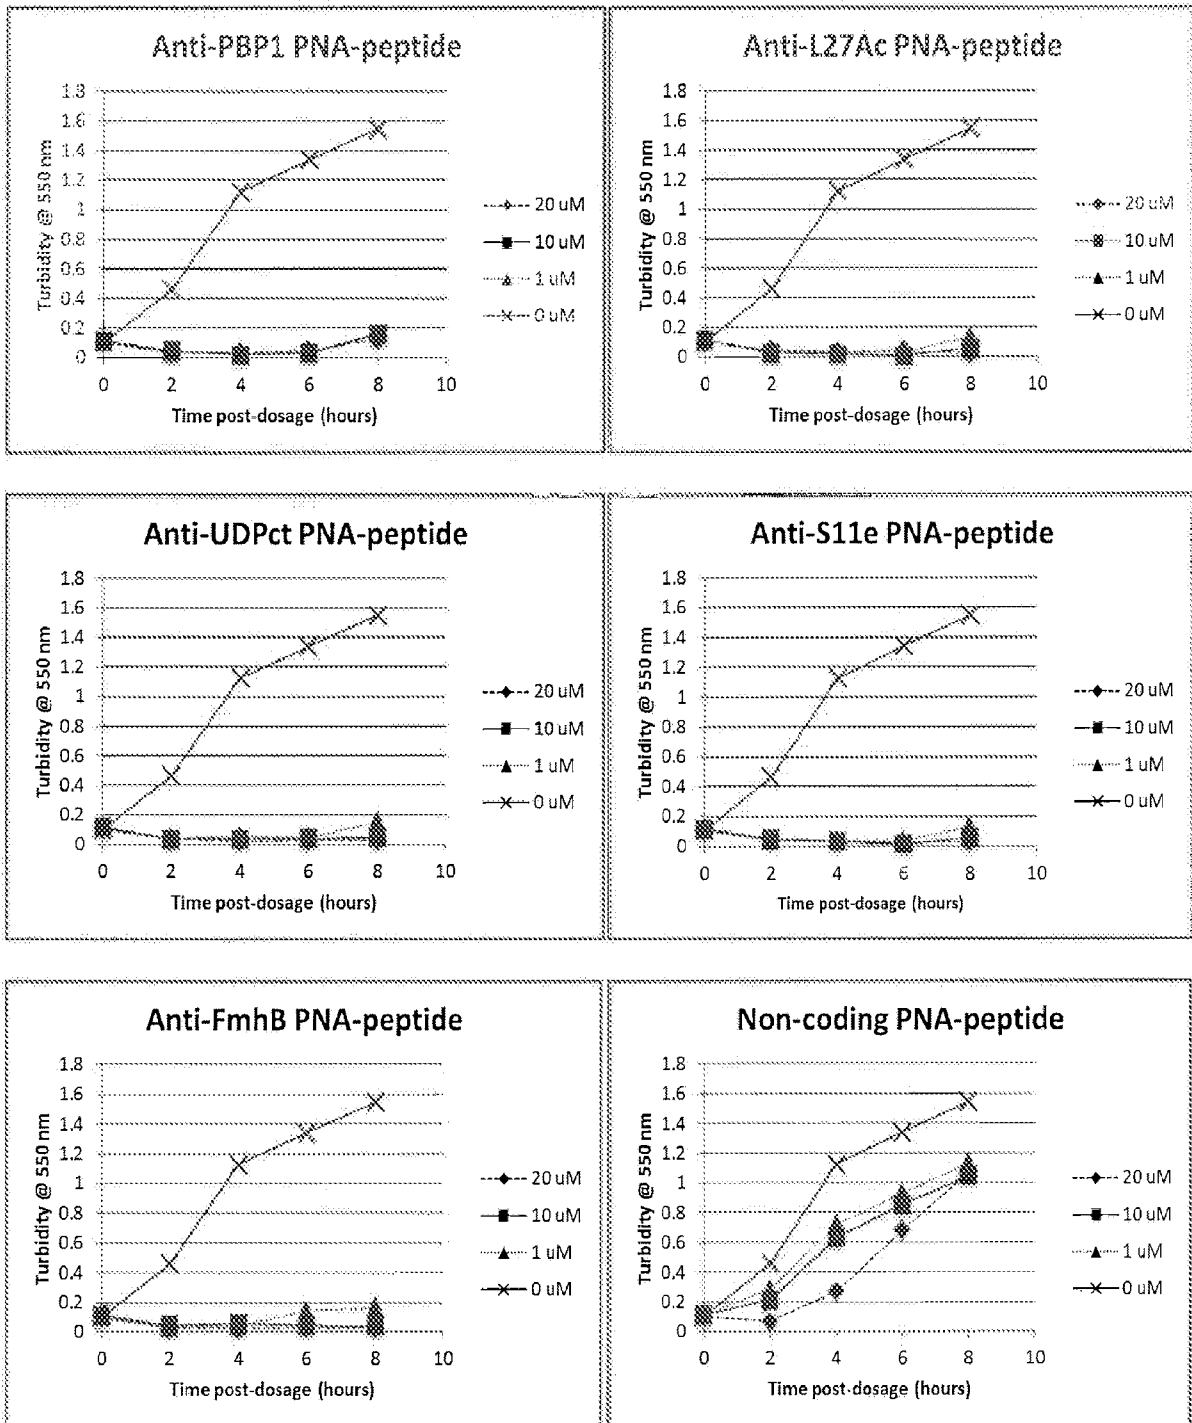 Anti-PBP1 PNA-peptide
Turbidity @ 550 nm
1.8
1.6
1.4
1.2
1
0.8
0.6
0.4
0.2
0
0 2 4 6 8 10
Time post-dosage (hours)
20 uM
10 uM
1 uM
0 uM
Anti-L27Ac PNA-peptide
Turbidity @ 550 nm
1.8
1.6
1.4
1.2
1
0.8
0.6
0.4
0.2
0
0 2 4 6 8 10
Time post-dosage (hours)
20 uM
10 uM
1 uM
0 uM
Anti-UDPct PNA-peptide
Turbidity @ 550 nm
1.8
1.6
1.4
1.2
1
0.8
0.6
0.4
0.2
0
0 2 4 6 8 10
Time post-dosage (hours)
20 uM
10 uM
1 uM
0 uM
Anti-S11e PNA-peptide
Turbidity @ 550 nm
1.8
1.6
1.4
1.2
1
0.8
0.6
0.4
0.2
0
0 2 4 6 8 10
Time post-dosage (hours)
20 uM
10 uM
1 uM
0 uM
Anti-FmhB PNA-peptide
Turbidity @ 550 nm
1.8
1.6
1.4
1.2
1
0.8
0.6
0.4
0.2
0
0 2 4 6 8 10
Time post-dosage (hours)
20 uM
10 uM
1 uM
0 uM
Non-coding PNA-peptide
Turbidity @ 550 nm
1.8
1.6
1.4
1.2
1
0.8
0.6
0.4
0.2
0
0 2 4 6 8 10
Time post-dosage (hours)
20 uM
10 uM
1 uM
0 uM